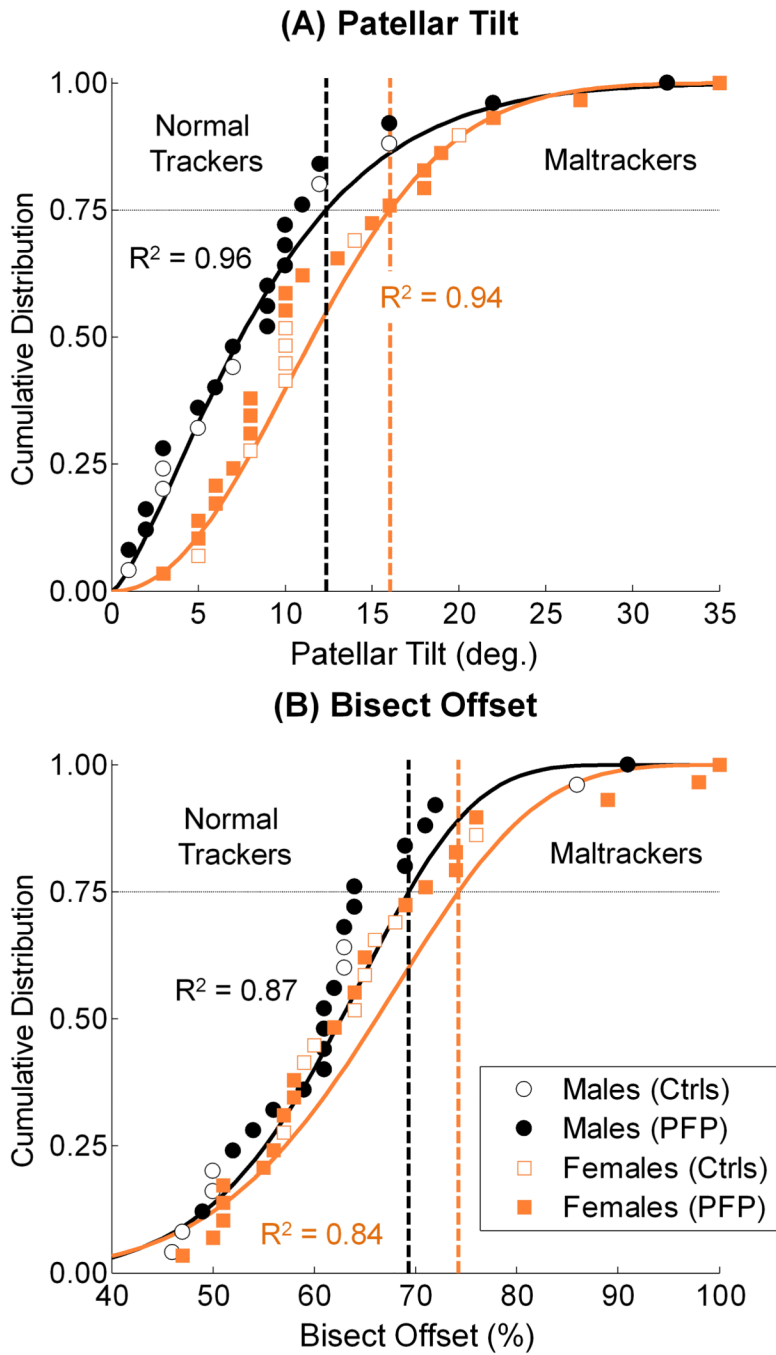 (A) Patellar Tilt
1.00
Normal
Trackers
Maltrackers
0.75
R² = 0.96
R² = 0.94
Cumulative Distribution
0.50
0.25
0.00
0 5 10 15 20 25 30 35
Patellar Tilt (deg.)
(B) Bisect Offset
1.00
Normal
Trackers
Maltrackers
0.75
R² = 0.87
Cumulative Distribution
0.50
Males (Ctrls)
Males (PFP)
Females (Ctrls)
Females (PFP)
0.25
R² = 0.84
0.00
40 50 60 70 80 90 100
Bisect Offset (%)